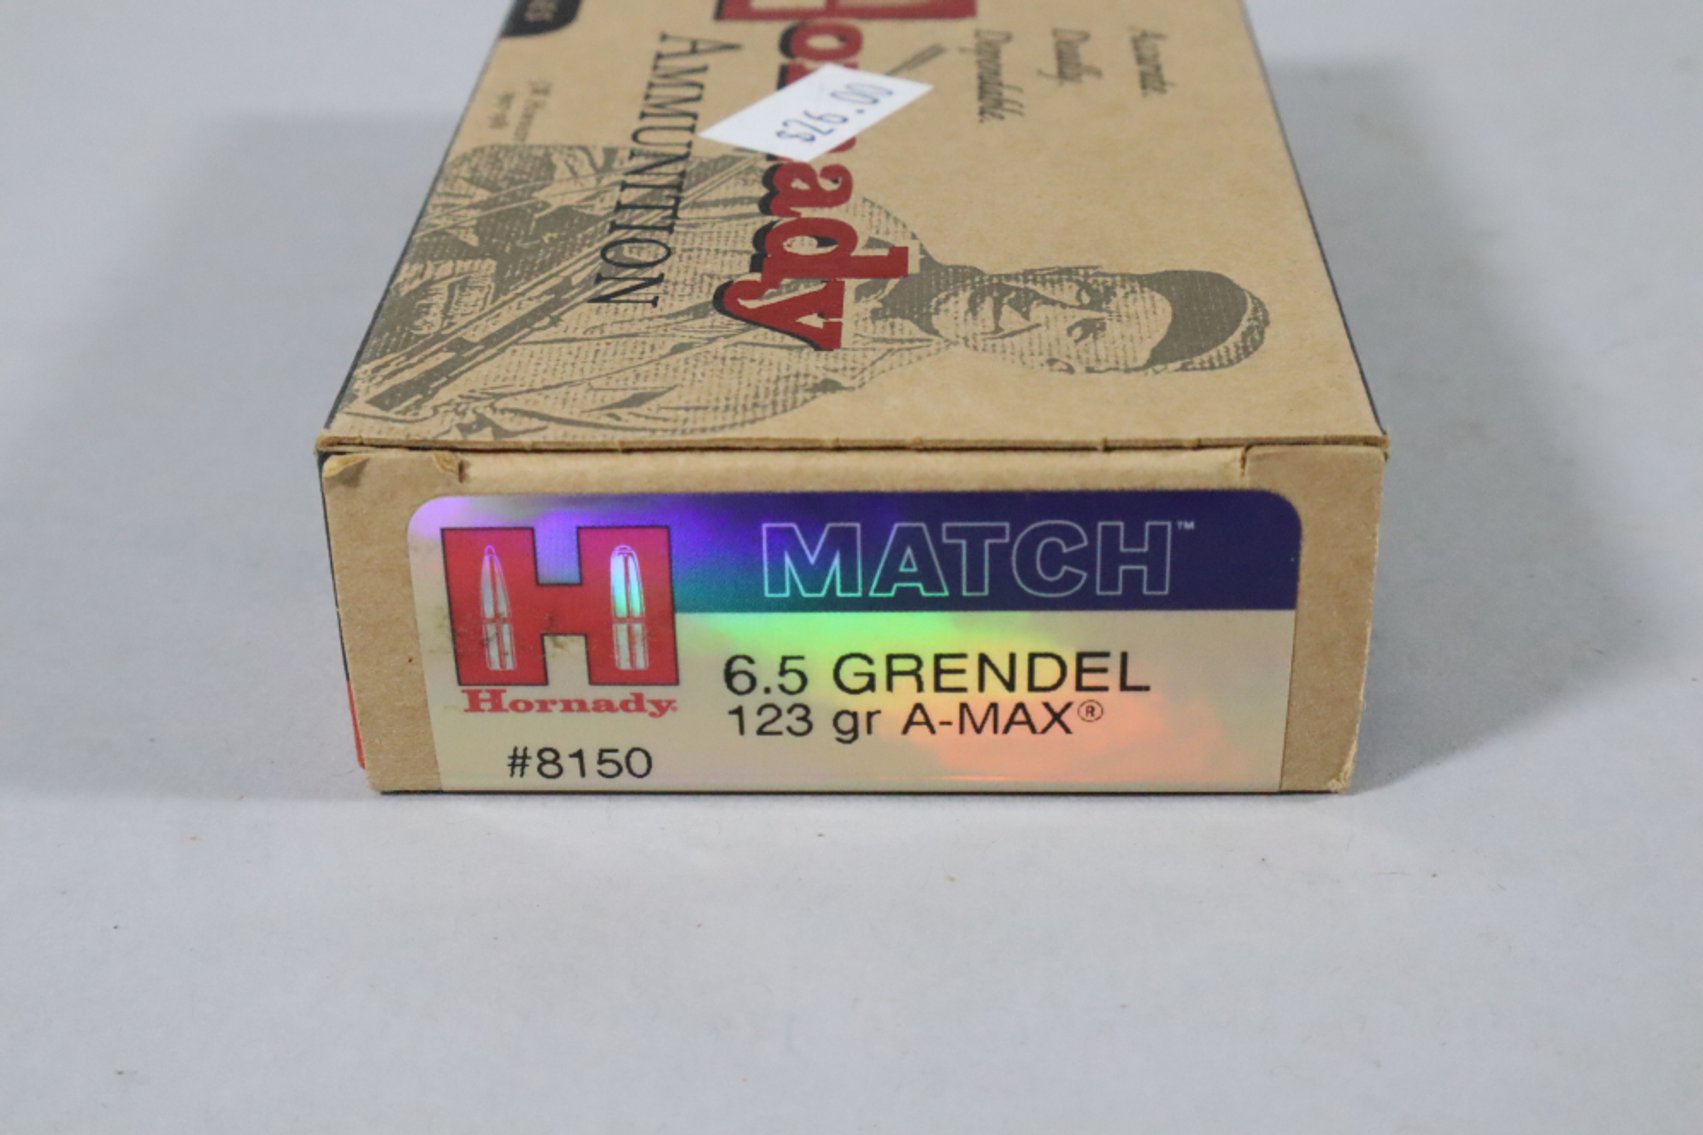 Hornady
AMMUNITION
Accurate.
Deadly.
Dependable.
$26.00
MATCH™
Hornady
6.5 GRENDEL
123 gr A-MAX®
#8150